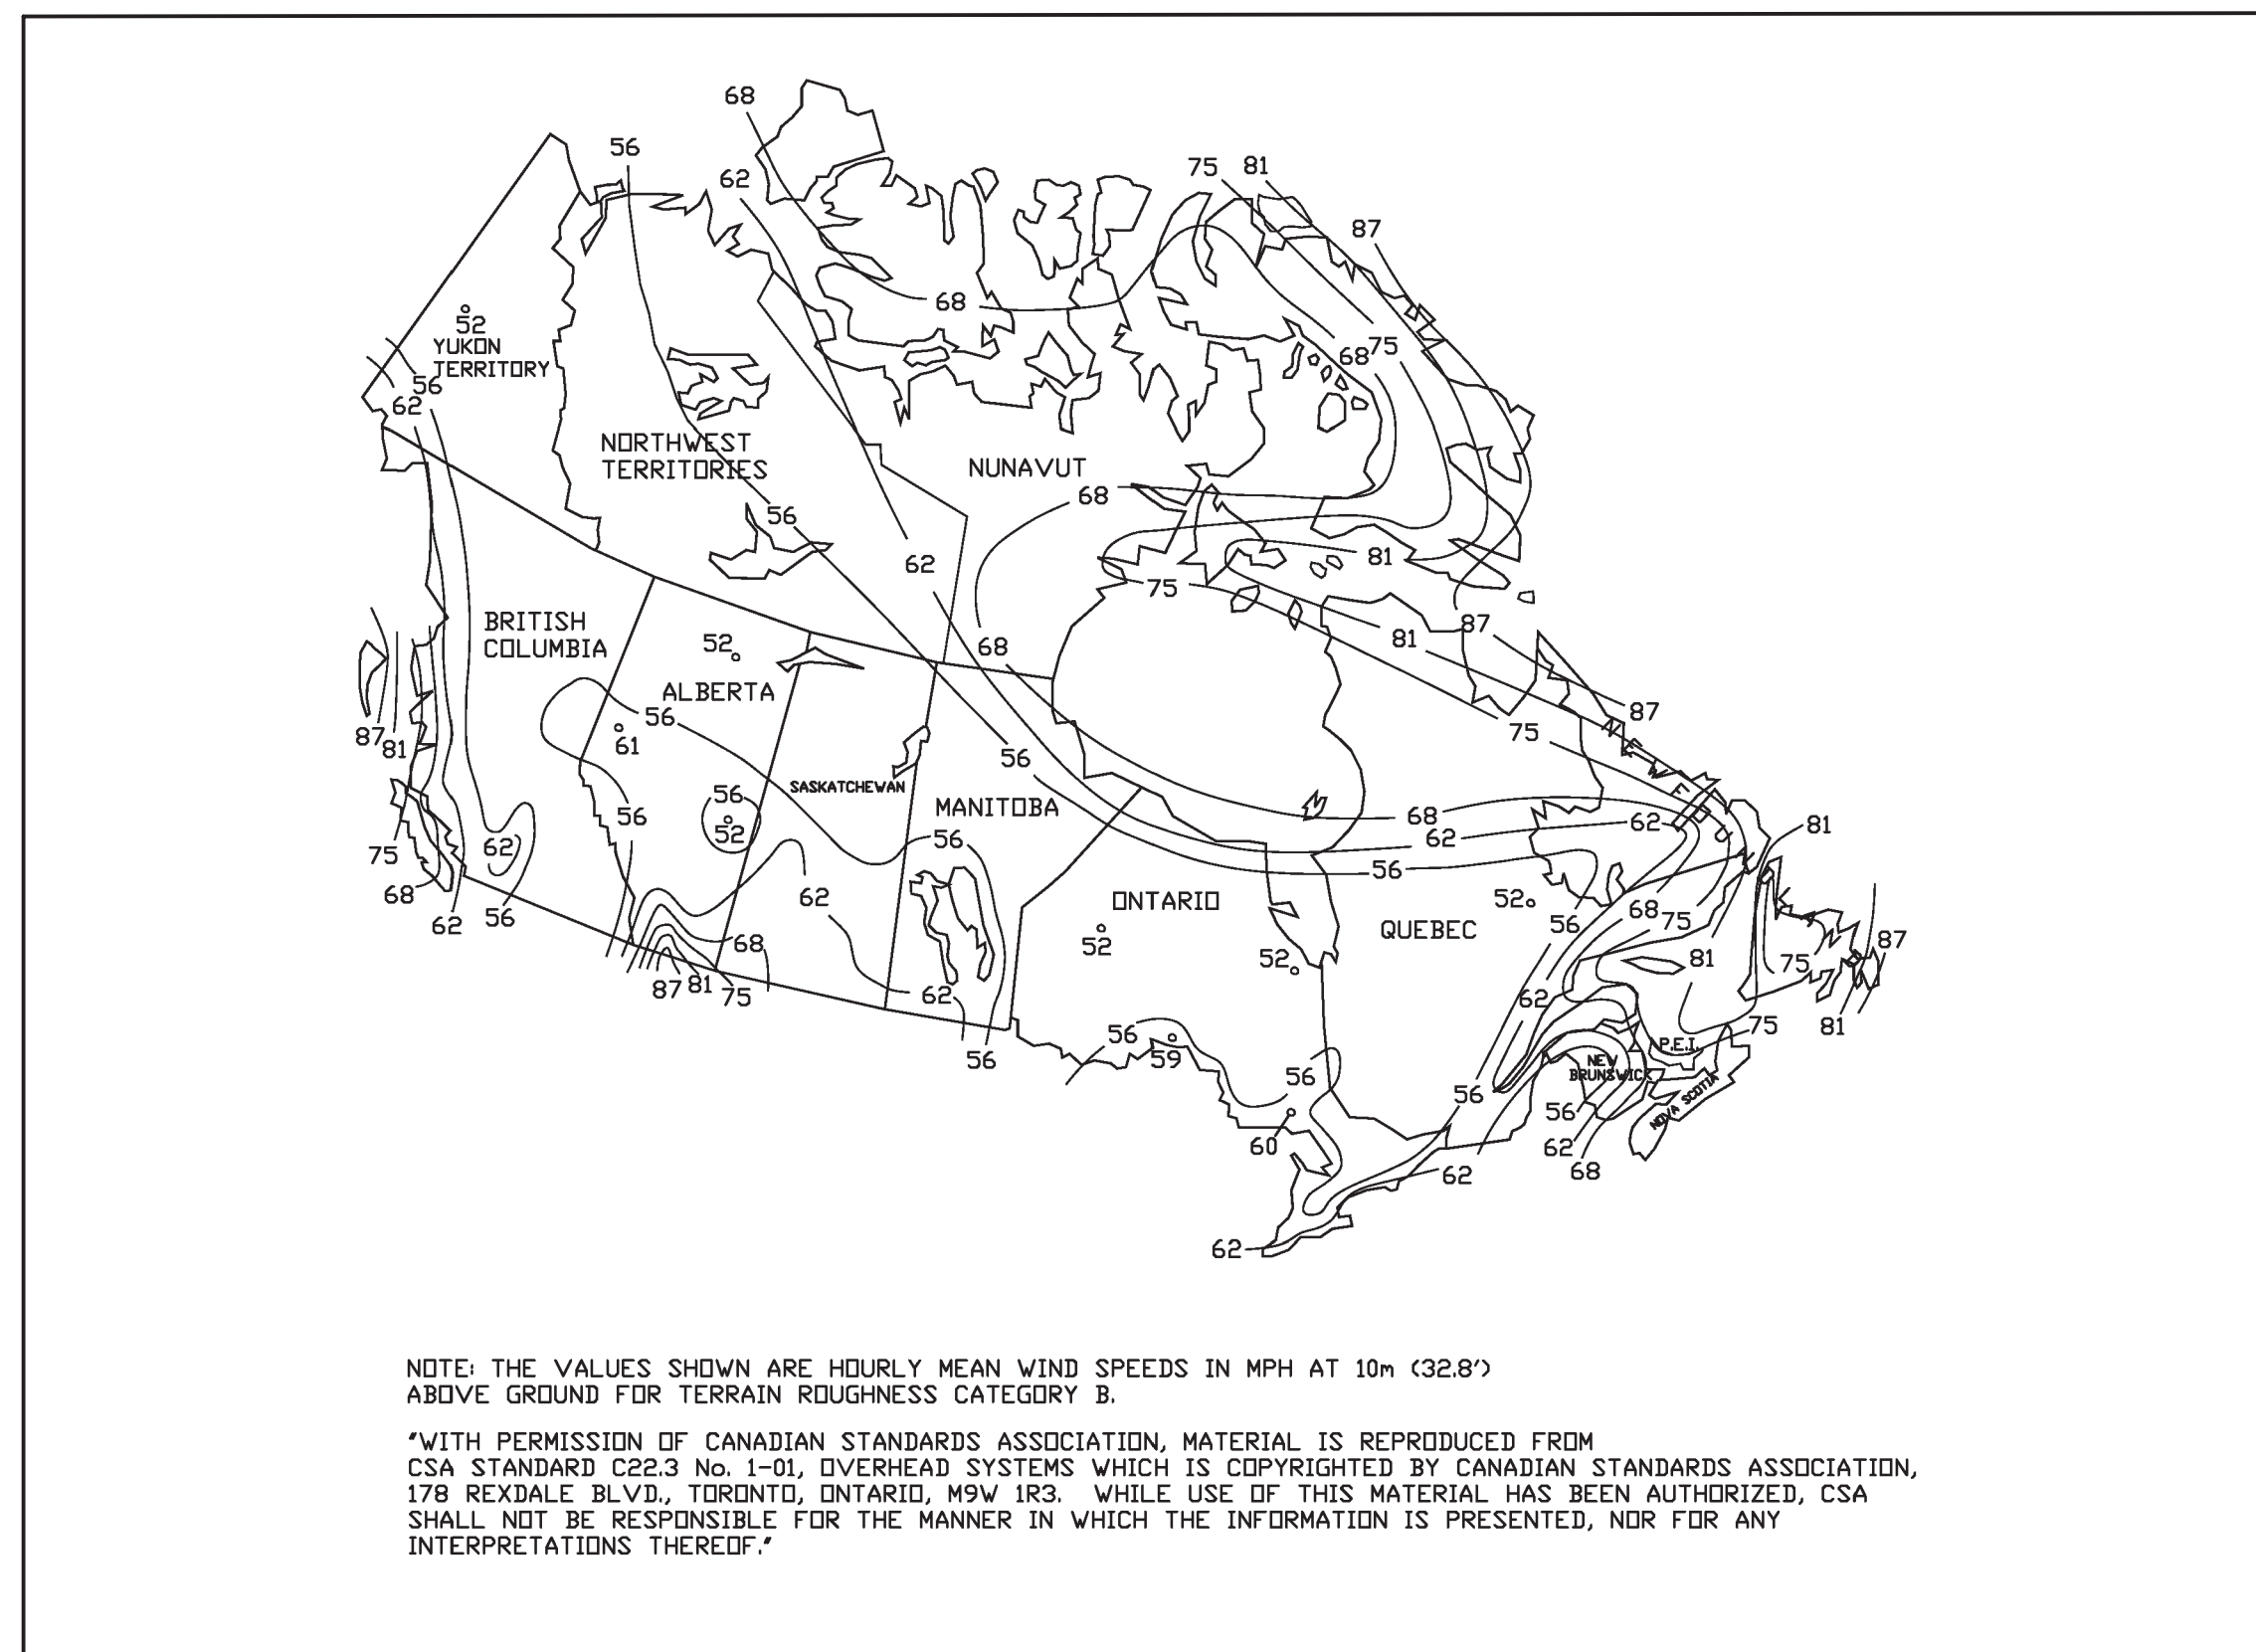 68
56
62
75 81
87
52
YUKON
TERRITORY
56
62
68
68 75
NORTHWEST
TERRITORIES
NUNAVUT
68
56
62
81
75
BRITISH
COLUMBIA
52
68
81
87
ALBERTA
56
61
87
81
75
87
56
SASKATCHEWAN
56
52
56
MANITOBA
56
68
62
62
81
75
68
62
56
62
62
56
ONTARIO
52
56
52
QUEBEC
56
68
75
68
87 81 75
62
52
62
81
75
87
81
56
56
59
56
60
56
75
P.E.I.
NEW
BRUNSWICK
NOVA SCOTIA
56
62
68
62
62
NOTE: THE VALUES SHOWN ARE HOURLY MEAN WIND SPEEDS IN MPH AT 10m (32.8')
ABOVE GROUND FOR TERRAIN ROUGHNESS CATEGORY B.
"WITH PERMISSION OF CANADIAN STANDARDS ASSOCIATION, MATERIAL IS REPRODUCED FROM
CSA STANDARD C22.3 No. 1-01, OVERHEAD SYSTEMS WHICH IS COPYRIGHTED BY CANADIAN STANDARDS ASSOCIATION,
178 REXDALE BLVD., TORONTO, ONTARIO, M9W 1R3. WHILE USE OF THIS MATERIAL HAS BEEN AUTHORIZED, CSA
SHALL NOT BE RESPONSIBLE FOR THE MANNER IN WHICH THE INFORMATION IS PRESENTED, NOR FOR ANY
INTERPRETATIONS THEREOF."